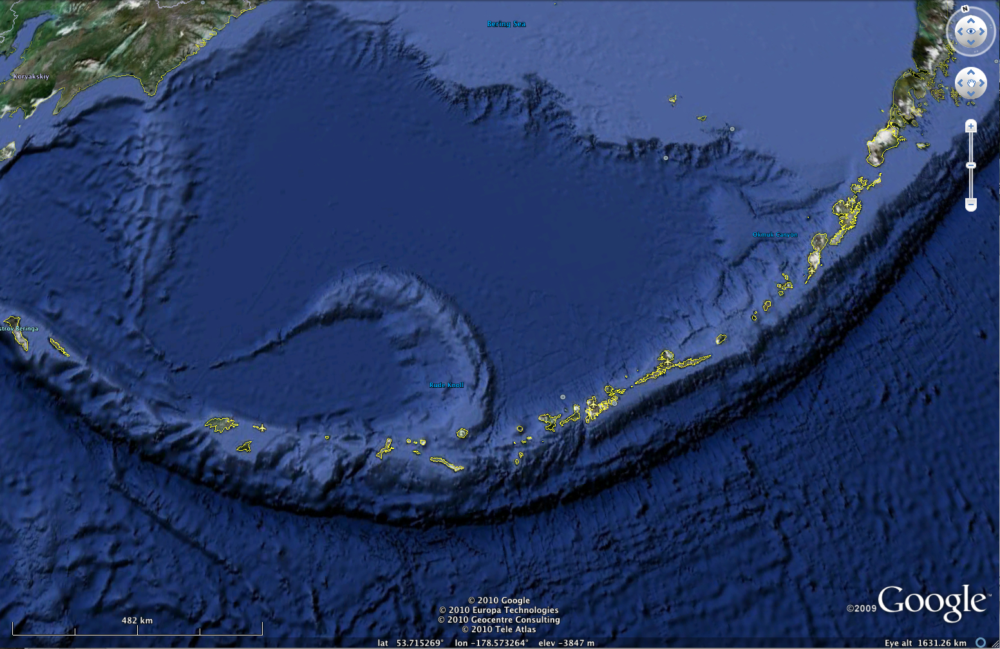 Bering Sea
N
Koryakskiy
Okmuk Canyon
strov Beringa
Rude Knoll
©2009 Google™
482 km
© 2010 Google
© 2010 Europa Technologies
© 2010 Geocentre Consulting
© 2010 Tele Atlas
lat 53.715269° lon -178.573264° elev -3847 m
Eye alt 1631.26 km